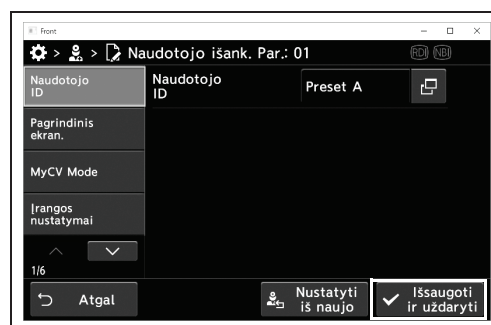 Front
> > Naudotojo išank. Par.: 01 RDI NBI
Naudotojo
ID
Naudotojo
ID
Preset A
Pagrindinis
ekran.
MyCV Mode
Įrangos
nustatymai
1/6
Atgal
Nustatyti
iš naujo
Išsaugoti
ir uždaryti